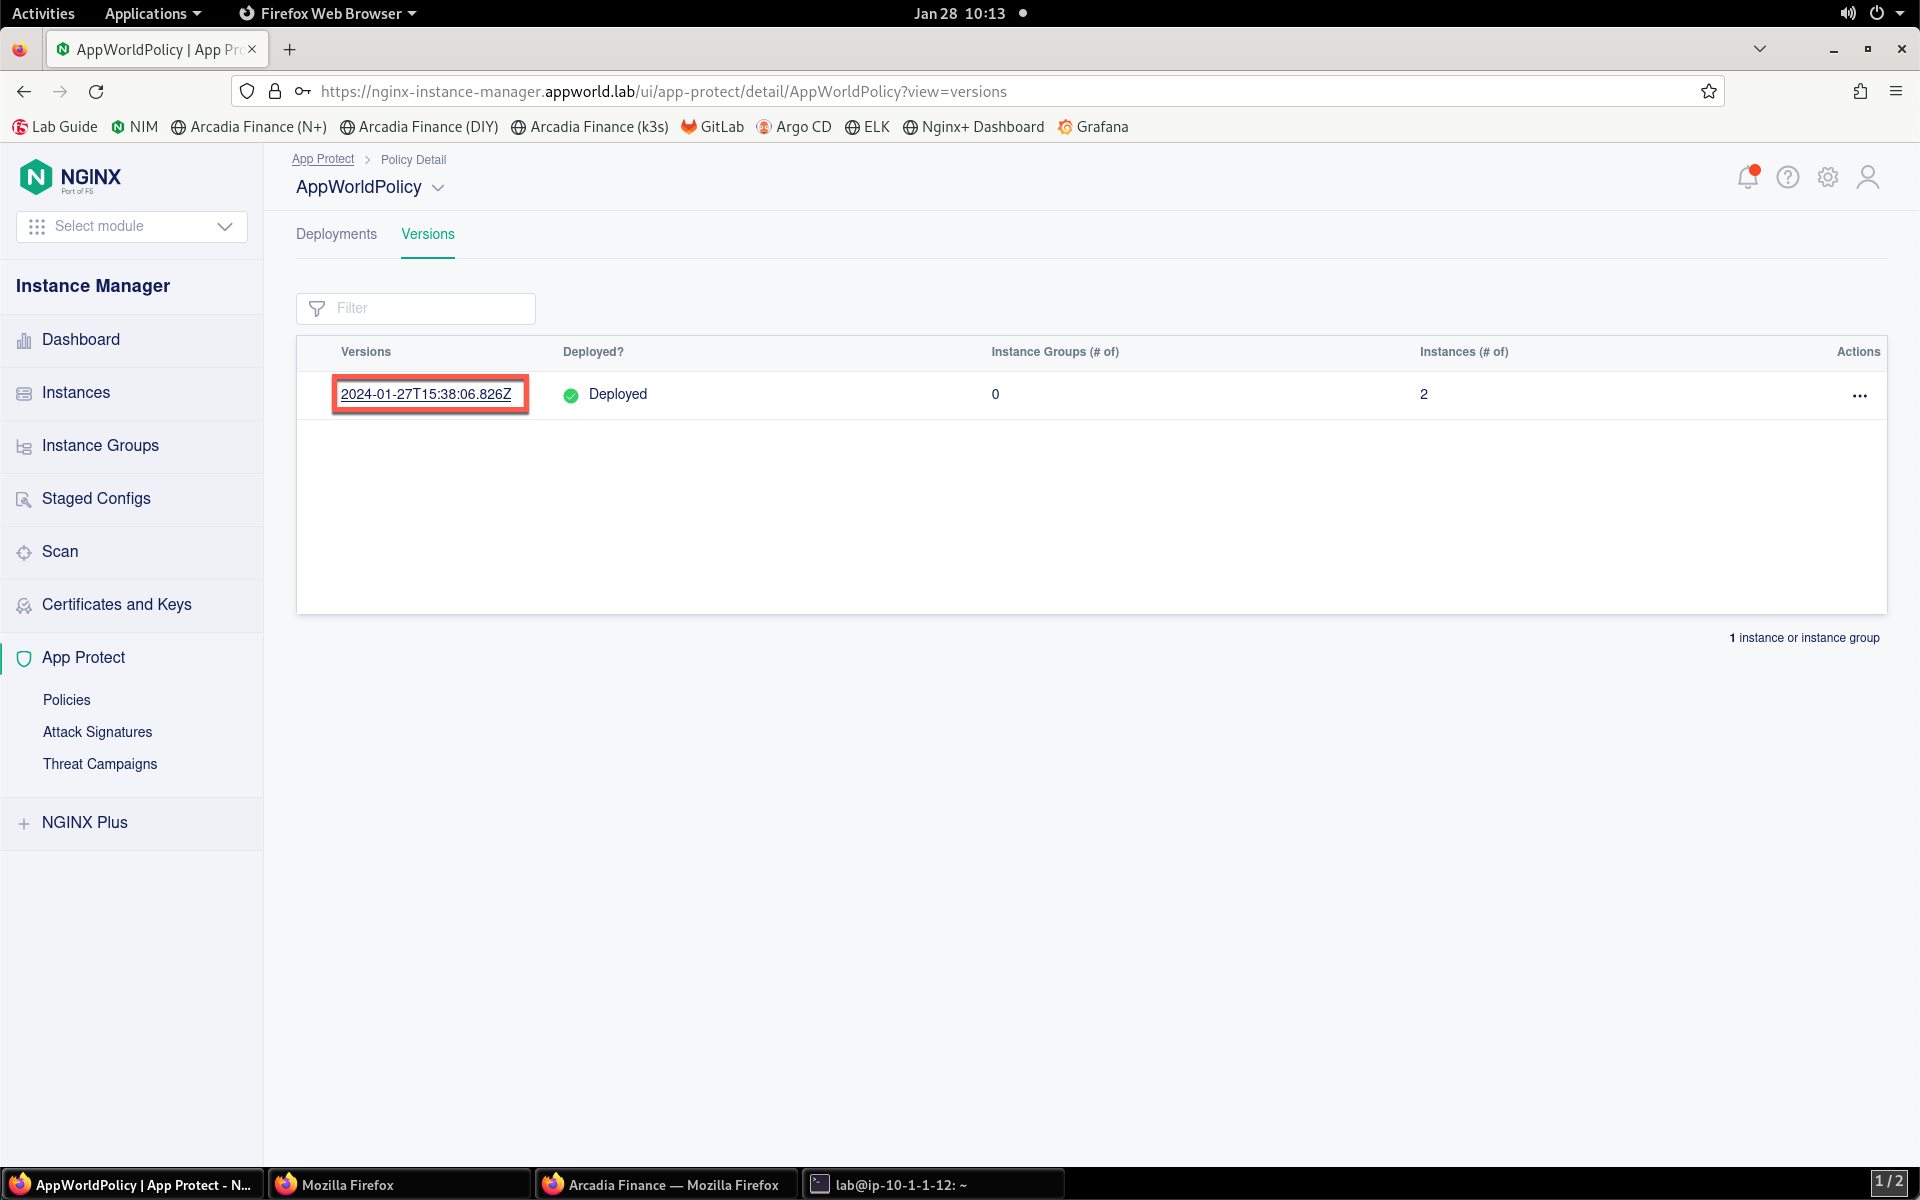 Activities Applications Firefox Web Browser Jan 28 10:13
AppWorldPolicy | App Pr
https://nginx-instance-manager.appworld.lab/ui/app-protect/detail/AppWorldPolicy?view=versions
Lab Guide NIM Arcadia Finance (N+) Arcadia Finance (DIY) Arcadia Finance (k3s) GitLab Argo CD ELK Nginx+ Dashboard Grafana
NGINX
Part of F5
Select module
Instance Manager
Dashboard
Instances
Instance Groups
Staged Configs
Scan
Certificates and Keys
App Protect
Policies
Attack Signatures
Threat Campaigns
NGINX Plus
App Protect > Policy Detail
AppWorldPolicy
Deployments Versions
Filter
Versions Deployed? Instance Groups (# of) Instances (# of) Actions
2024-01-27T15:38:06.826Z Deployed 0 2 ...
1 instance or instance group
AppWorldPolicy | App Protect - N... Mozilla Firefox Arcadia Finance — Mozilla Firefox lab@ip-10-1-1-12: ~ 1 / 2